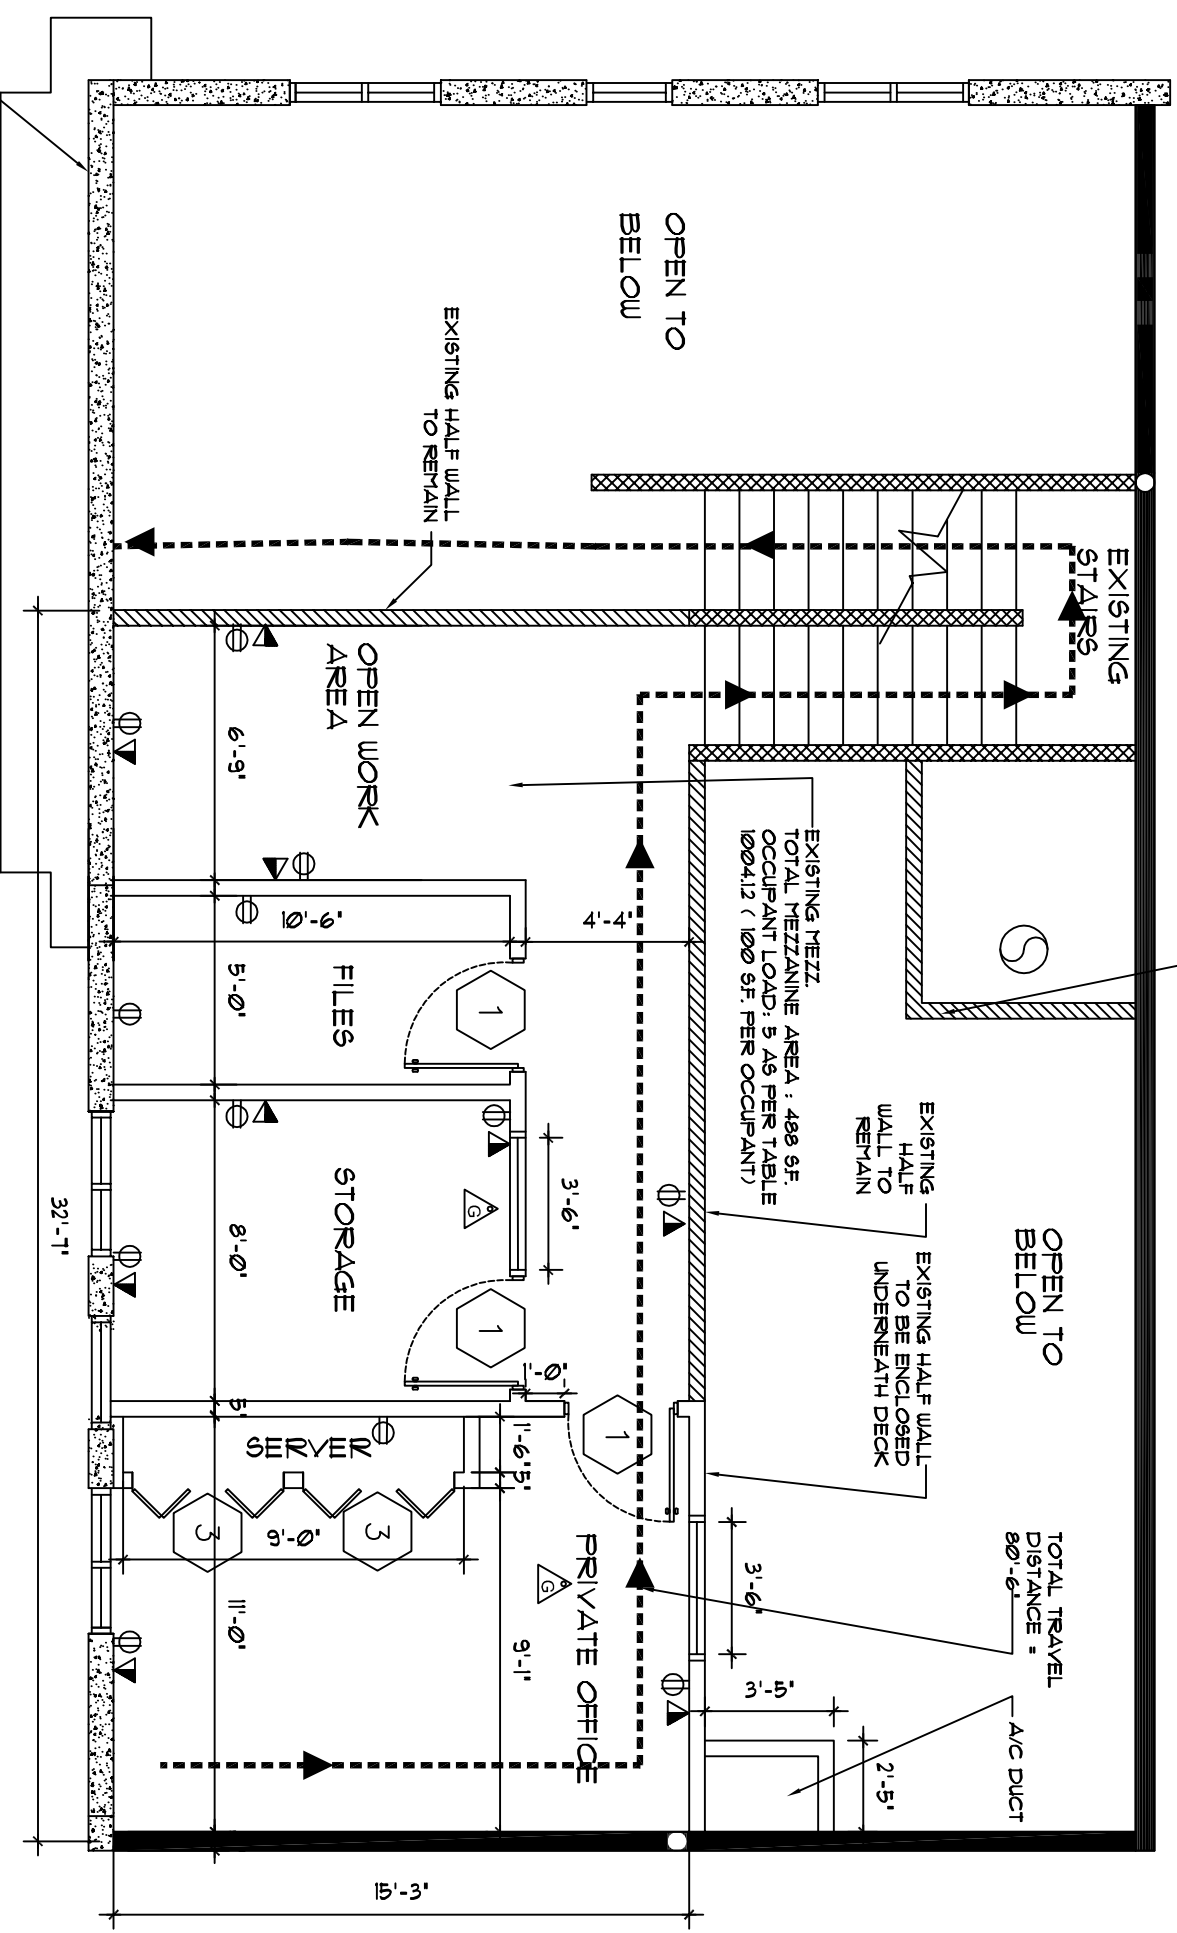 OPEN TO
BELOW
EXISTING HALF WALL
TO REMAIN
EXISTING
STAIRS
OPEN WORK
AREA
EXISTING MEZZ.
TOTAL MEZZANINE AREA : 488 S.F.
OCCUPANT LOAD: 5 AS PER TABLE
1004.1.2 ( 100 S.F. PER OCCUPANT)
EXISTING
HALF
WALL TO
REMAIN
OPEN TO
BELOW
EXISTING HALF WALL
TO BE ENCLOSED
UNDERNEATH DECK
TOTAL TRAVEL
DISTANCE =
80'-6"
A/C DUCT
FILES
STORAGE
SERVER
PRIVATE OFFICE
6'-9"
10'-6"
4'-4"
5'-0"
8'-0"
3'-6"
1'-0"
5"
1'-6"
5"
9'-0"
11'-0"
9'-1"
3'-6"
3'-5"
2'-5"
32'-7"
15'-3"
1
1
1
3
3
G
G